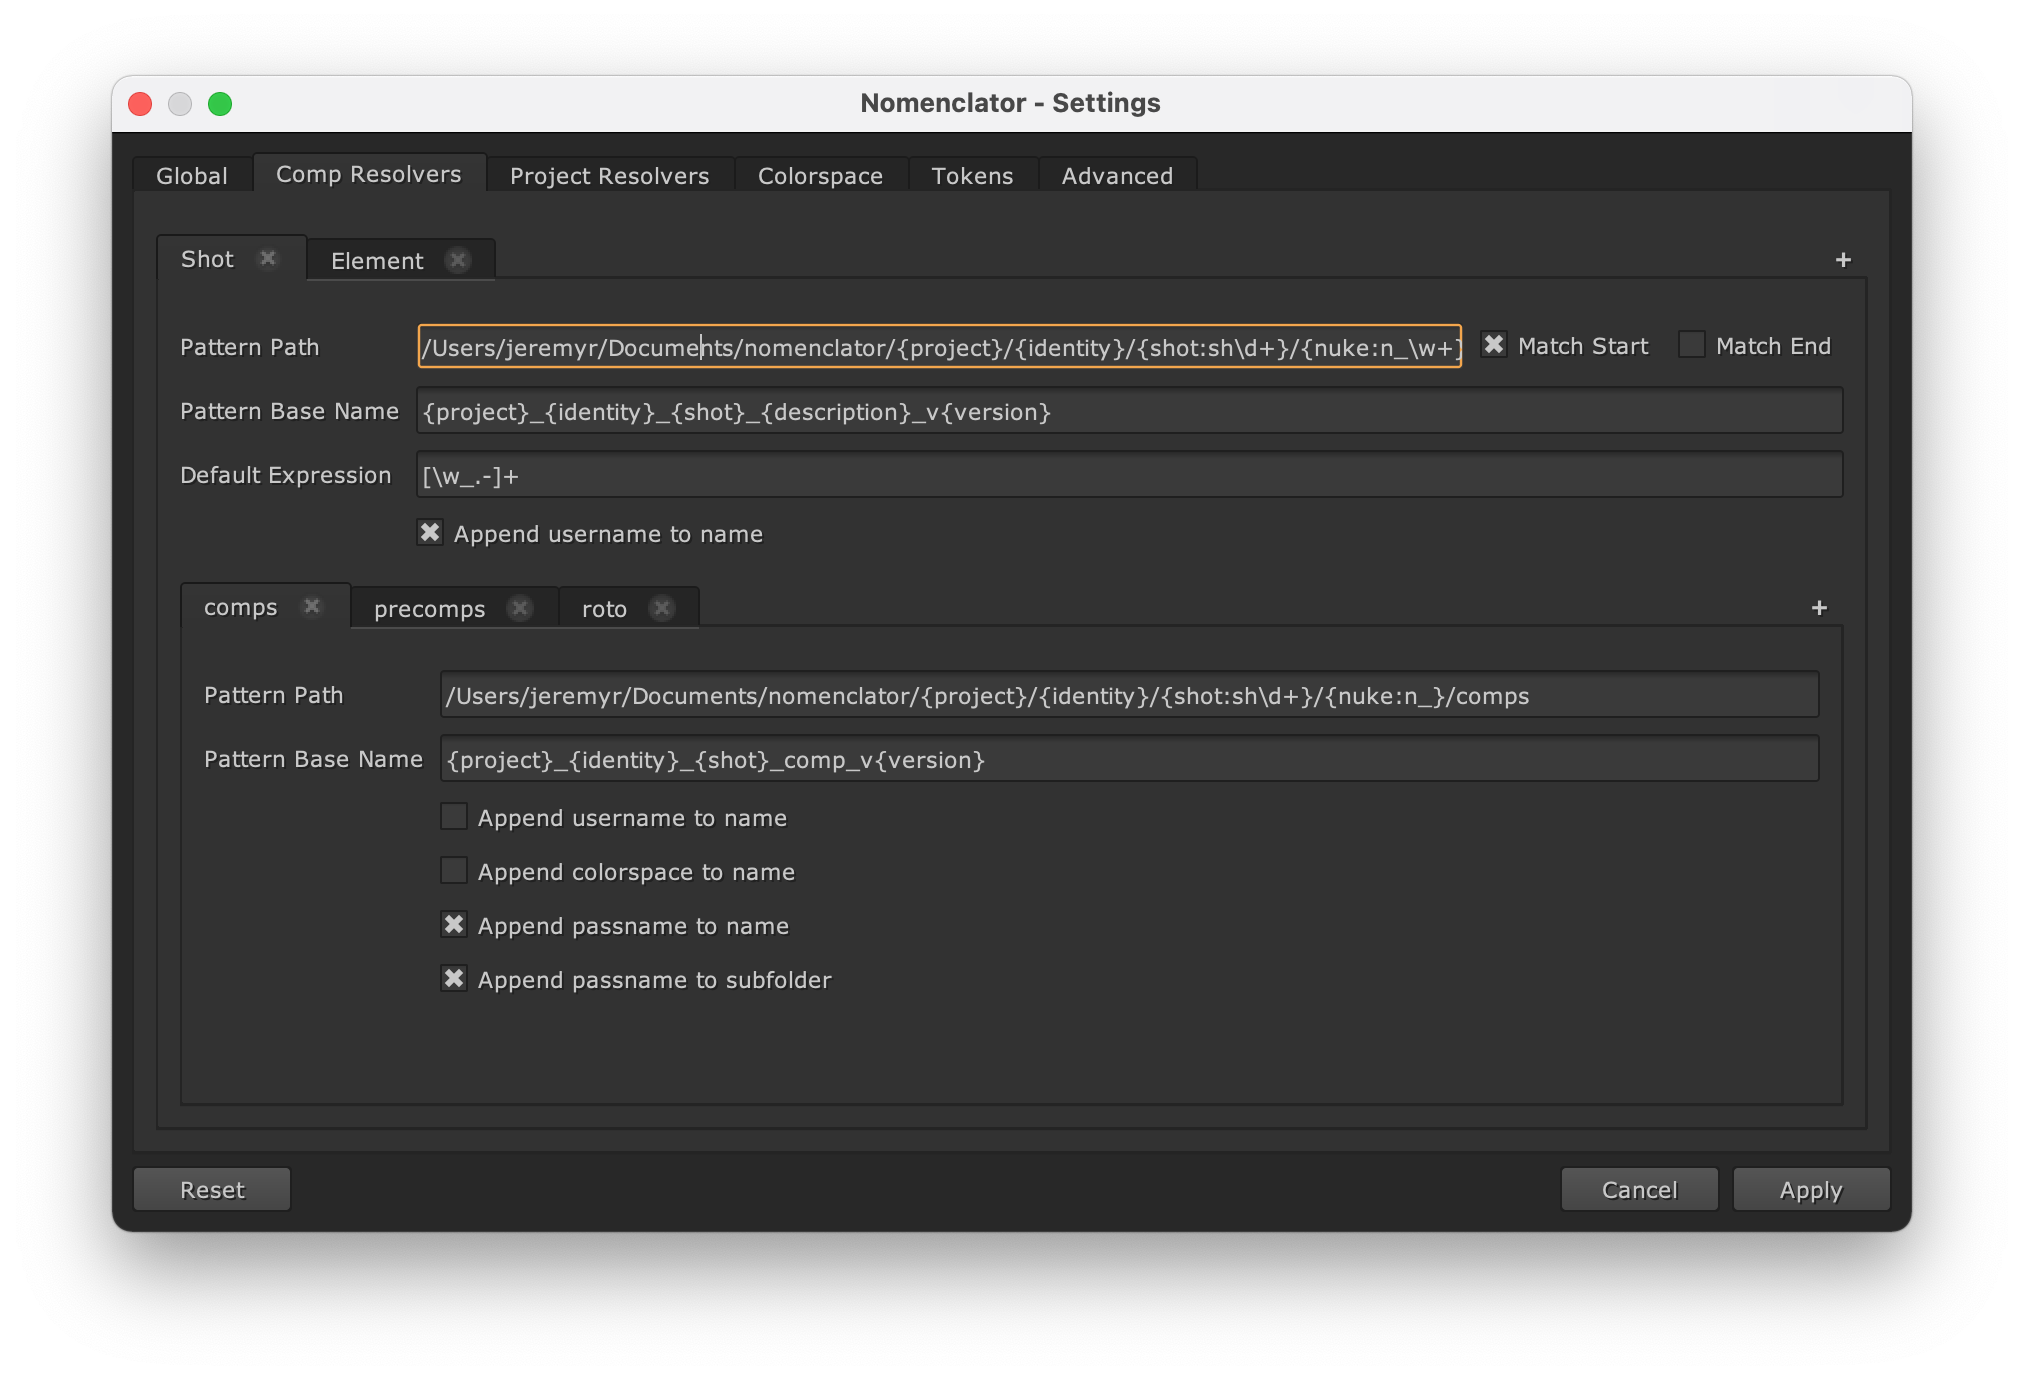 Nomenclator - Settings
Global Comp Resolvers Project Resolvers Colorspace Tokens Advanced
Shot Element +
Pattern Path /Users/jeremyr/Documents/nomenclator/{project}/{identity}/{shot:sh\d+}/{nuke:n_\w+} Match Start Match End
Pattern Base Name {project}_{identity}_{shot}_{description}_v{version}
Default Expression [\w_.-]+
Append username to name
comps precomps roto +
Pattern Path /Users/jeremyr/Documents/nomenclator/{project}/{identity}/{shot:sh\d+}/{nuke:n_}/comps
Pattern Base Name {project}_{identity}_{shot}_comp_v{version}
Append username to name
Append colorspace to name
Append passname to name
Append passname to subfolder
Reset Cancel Apply